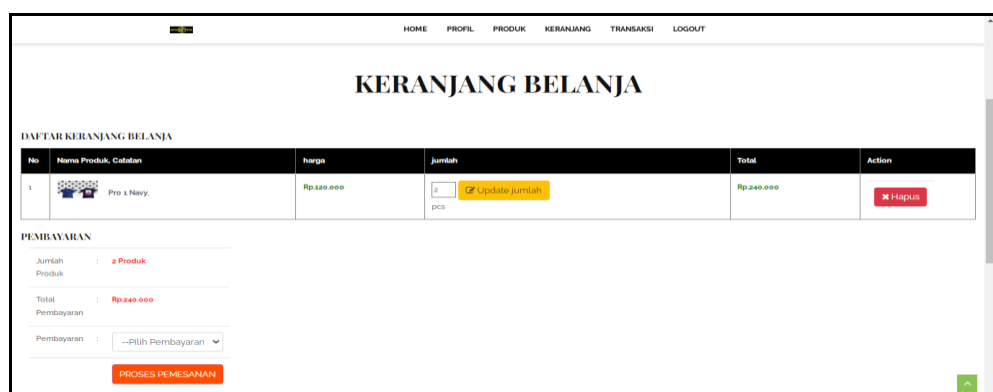 HOME PROFIL PRODUK KERANJANG TRANSAKSI LOGOUT
KERANJANG BELANJA
DAFTAR KERANJANG BELANJA
No Nama Produk, Catatan harga jumlah Total Action
1 Pro 1 Navy, Rp.120.000 2 Update jumlah Rp.240.000 Hapus
pcs
PEMBAYARAN
Jumlah Produk : 2 Produk
Total Pembayaran : Rp.240.000
Pembayaran : --Pilih Pembayaran
PROSES PEMESANAN